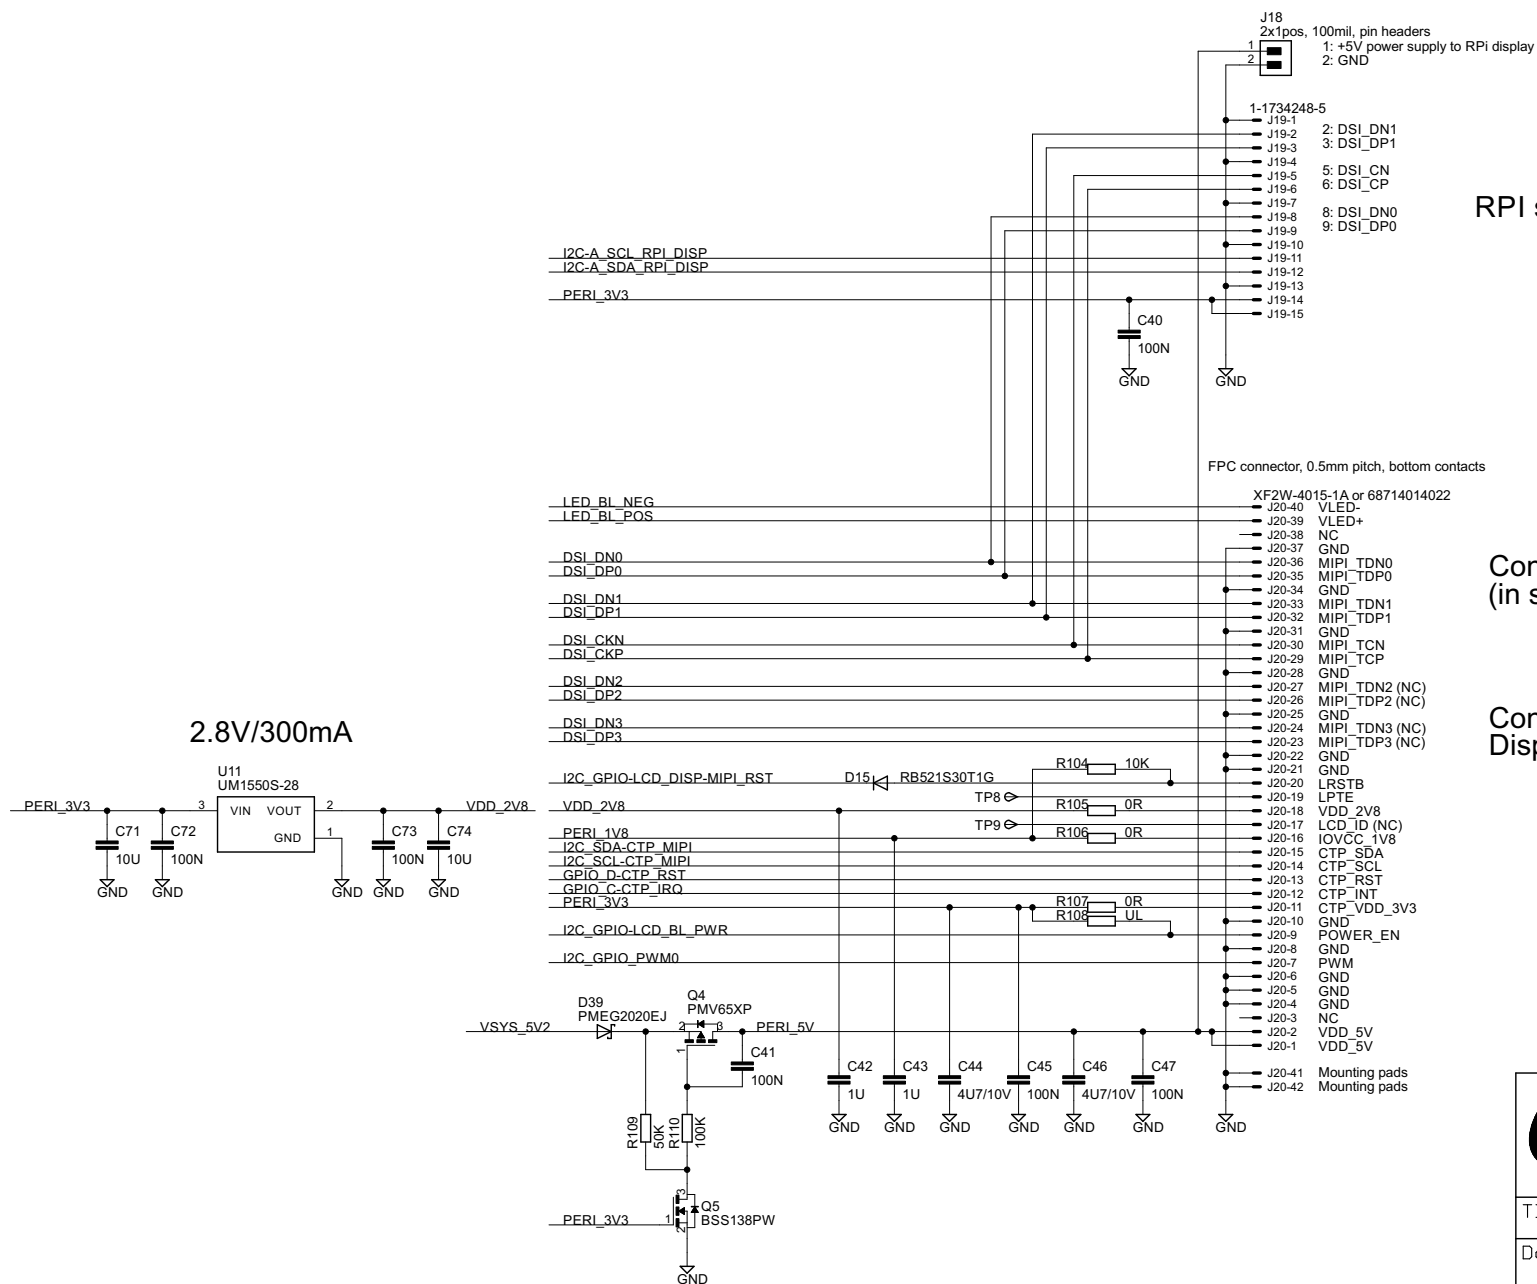 J18
2x1pos, 100mil, pin headers
1 1: +5V power supply to RPi display
2 2: GND
1-1734248-5
J19-1
J19-2 2: DSI_DN1
J19-3 3: DSI_DP1
J19-4
J19-5 5: DSI_CN
J19-6 6: DSI_CP
J19-7
J19-8 8: DSI_DN0
J19-9 9: DSI_DP0
RPI
J19-10
I2C-A_SCL_RPI_DISP J19-11
I2C-A_SDA_RPI_DISP J19-12
J19-13
PERI_3V3 J19-14
J19-15
C40
100N
GND GND
FPC connector, 0.5mm pitch, bottom contacts
XF2W-4015-1A or 68714014022
LED_BL_NEG J20-40 VLED-
LED_BL_POS J20-39 VLED+
J20-38 NC
J20-37 GND
DSI_DN0 J20-36 MIPI_TDN0
DSI_DP0 J20-35 MIPI_TDP0
J20-34 GND
DSI_DN1 J20-33 MIPI_TDN1
DSI_DP1 J20-32 MIPI_TDP1
J20-31 GND
DSI_CKN J20-30 MIPI_TCN
DSI_CKP J20-29 MIPI_TCP
J20-28 GND
DSI_DN2 J20-27 MIPI_TDN2 (NC)
DSI_DP2 J20-26 MIPI_TDP2 (NC)
J20-25 GND
DSI_DN3 J20-24 MIPI_TDN3 (NC)
DSI_DP3 J20-23 MIPI_TDP3 (NC)
J20-22 GND
R104 10K J20-21 GND
I2C_GPIO-LCD_DISP-MIPI_RST D15 RB521S30T1G J20-20 LRSTB
TP8 J20-19 LPTE
VDD_2V8 R105 0R J20-18 VDD_2V8
TP9 J20-17 LCD_ID (NC)
PERI_1V8 R106 0R J20-16 IOVCC_1V8
I2C_SDA-CTP_MIPI J20-15 CTP_SDA
I2C_SCL-CTP_MIPI J20-14 CTP_SCL
GPIO_D-CTP_RST J20-13 CTP_RST
GPIO_C-CTP_IRQ J20-12 CTP_INT
PERI_3V3 R107 0R J20-11 CTP_VDD_3V3
R108 UL J20-10 GND
I2C_GPIO-LCD_BL_PWR J20-9 POWER_EN
J20-8 GND
I2C_GPIO_PWM0 J20-7 PWM
J20-6 GND
J20-5 GND
J20-4 GND
J20-3 NC
J20-2 VDD_5V
J20-1 VDD_5V
J20-41 Mounting pads
J20-42 Mounting pads
(in
2.8V/300mA
U11
UM1550S-28
PERI_3V3 3 VIN VOUT 2 VDD_2V8
GND 1
C71 C72 C73 C74
10U 100N 100N 10U
GND GND GND GND GND
D39
PMEG2020EJ
Q4
PMV65XP
VSYS_5V2 2 3 PERI_5V
1
C41
100N
C42 C43 C44 C45 C46 C47
1U 1U 4U7/10V 100N 4U7/10V 100N
GND GND GND GND GND GND GND
R109 50K
R110 100K
3
Q5
PERI_3V3 1 BSS138PW
2
GND